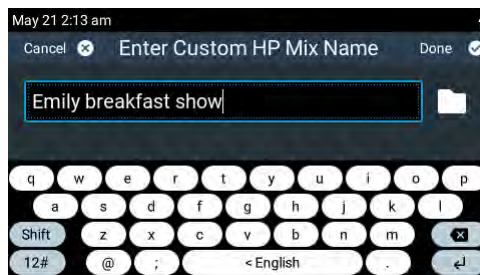 May 21 2:13 am
Cancel Enter Custom HP Mix Name Done
Emily breakfast show
q w e r t y u i o p
a s d f g h j k l
Shift z x c v b n m
12# @ ; < English .